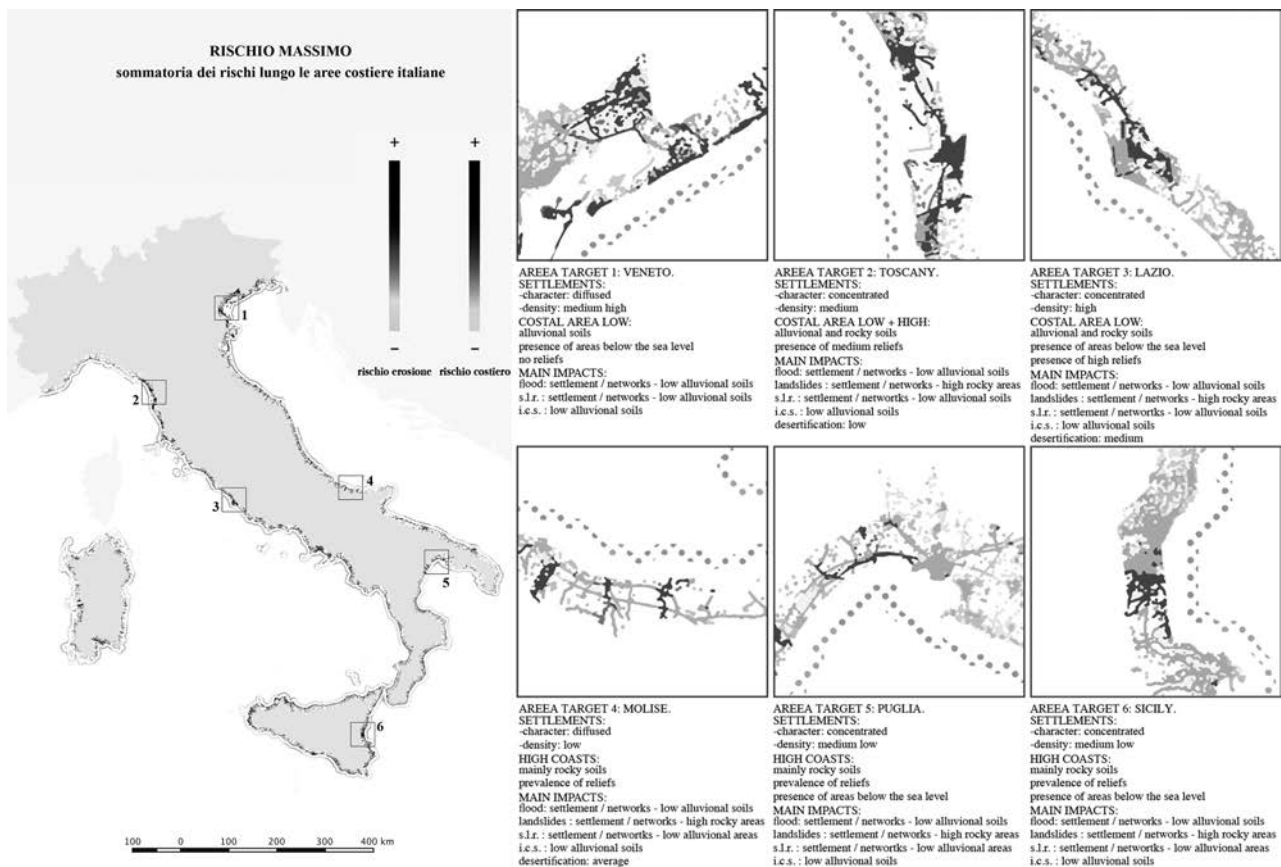 RISCHIO MASSIMO
sommatoria dei rischi lungo le aree costiere italiane
+ +
– –
rischio erosione rischio costiero
1
2
3
4
5
6
100 0 100 200 300 400 km
AREEA TARGET 1: VENETO.
SETTLEMENTS:
-character: diffused
-density: medium high
COSTAL AREA LOW:
alluvional soils
presence of areas below the sea level
no reliefs
MAIN IMPACTS:
flood: settlement / networks - low alluvional soils
s.l.r. : settlement / networtks - low alluvional soils
i.c.s. : low alluvional soils
AREEA TARGET 2: TOSCANY.
SETTLEMENTS:
-character: concentrated
-density: medium
COSTAL AREA LOW + HIGH:
alluvional and rocky soils
presence of medium reliefs
MAIN IMPACTS:
flood: settlement / networks - low alluvional soils
landslides : settlement / networks - high rocky areas
s.l.r. : settlement / networtks - low alluvional soils
i.c.s. : low alluvional soils
desertification: low
AREEA TARGET 3: LAZIO.
SETTLEMENTS:
-character: concentrated
-density: high
COSTAL AREA LOW:
alluvional and rocky soils
presence of areas below the sea level
presence of high reliefs
MAIN IMPACTS:
flood: settlement / networks - low alluvional soils
landslides : settlement / networks - high rocky areas
s.l.r. : settlement / networtks - low alluvional soils
i.c.s. : low alluvional soils
desertification: medium
AREEA TARGET 4: MOLISE.
SETTLEMENTS:
-character: diffused
-density: low
HIGH COASTS:
mainly rocky soils
prevalence of reliefs
MAIN IMPACTS:
flood: settlement / networks - low alluvional soils
landslides : settlement / networks - high rocky areas
s.l.r. : settlement / networtks - low alluvional areas
i.c.s. : low alluvional soils
desertification: average
AREEA TARGET 5: PUGLIA.
SETTLEMENTS:
-character: concentrated
-density: medium low
HIGH COASTS:
mainly rocky soils
prevalence of reliefs
presence of areas below the sea level
MAIN IMPACTS:
flood: settlement / networks - low alluvional soils
landslides : settlement / networks - high rocky areas
s.l.r. : settlement / networtks - low alluvional areas
i.c.s. : low alluvional soils
AREEA TARGET 6: SICILY.
SETTLEMENTS:
-character: concentrated
-density: medium low
HIGH COASTS:
mainly rocky soils
prevalence of reliefs
presence of areas below the sea level
MAIN IMPACTS:
flood: settlement / networks - low alluvional soils
landslides : settlement / networks - high rocky areas
s.l.r. : settlement / networtks - low alluvional areas
i.c.s. : low alluvional soils